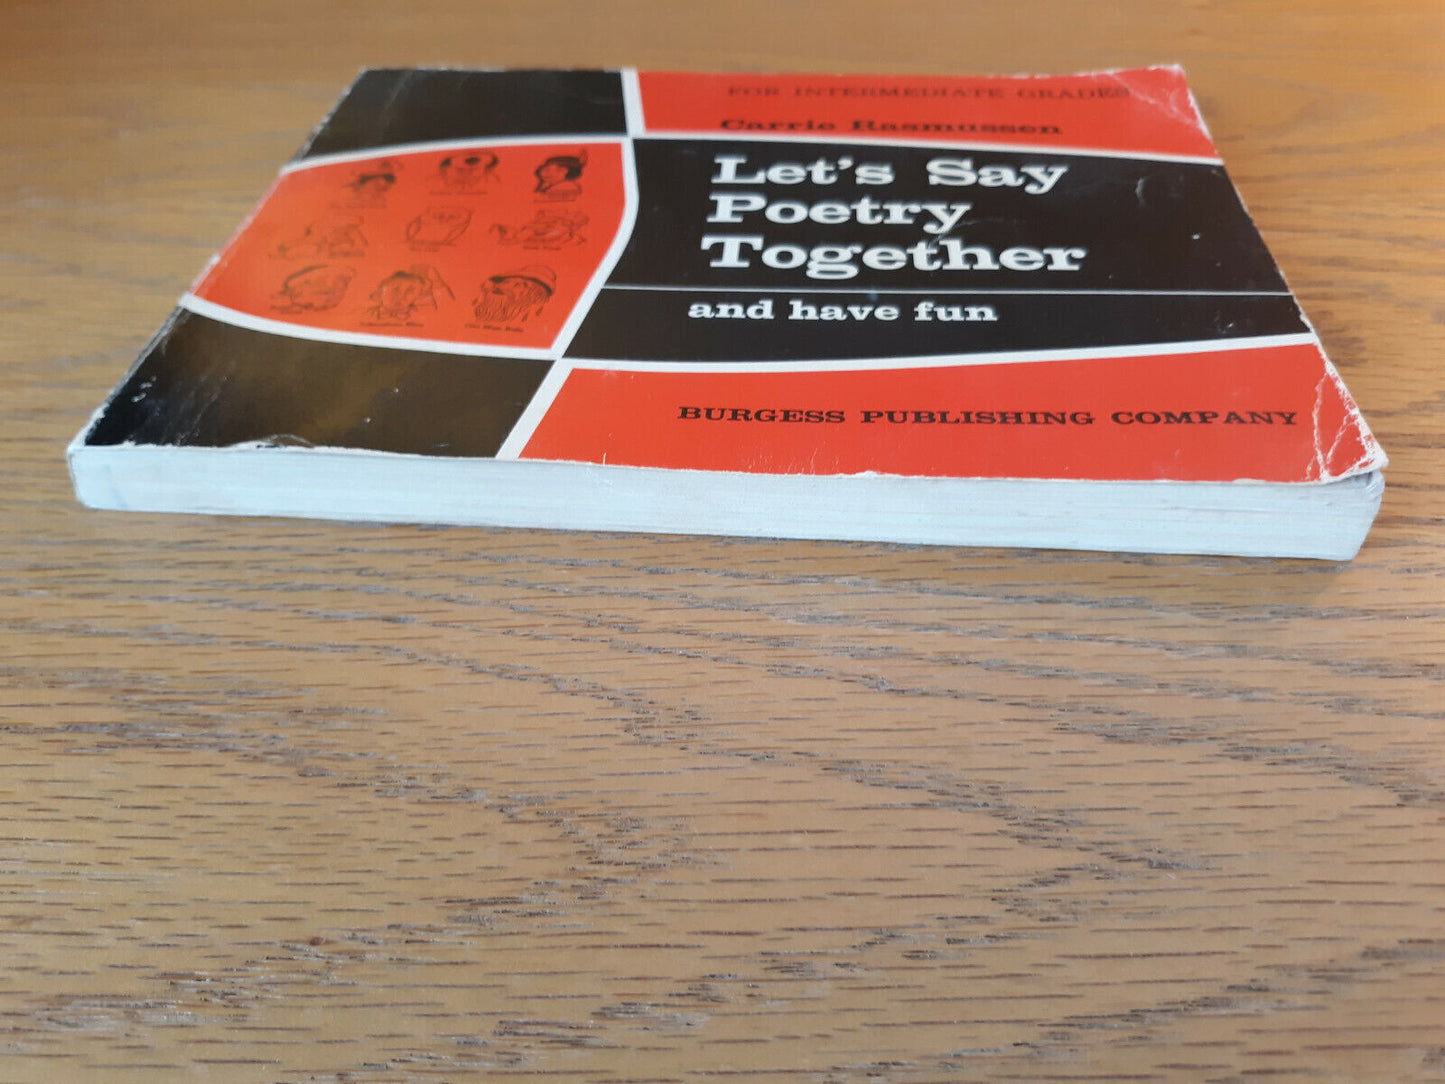 FOR INTERMEDIATE GRADES
Carrie Rasmussen
Let's Say
Poetry
Together
and have fun
BURGESS PUBLISHING COMPANY